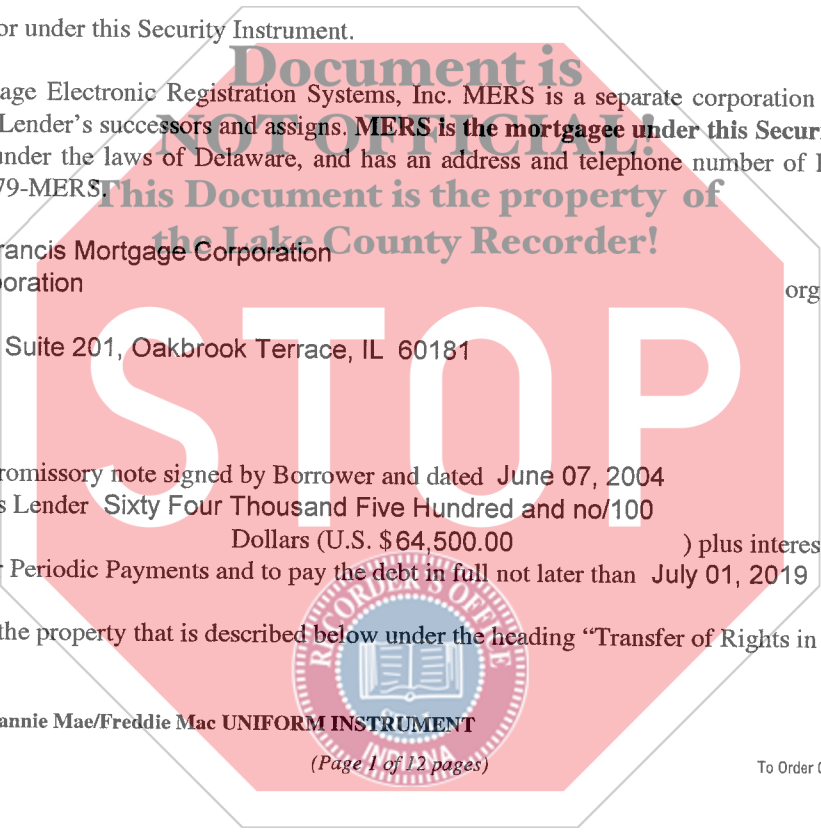 or under this Security Instrument.
Document is
age Electronic Registration Systems, Inc. MERS is a separate corporation
NOT OFFICIAL!
Lender's successors and assigns. MERS is the mortgagee under this Securi
under the laws of Delaware, and has an address and telephone number of
79-MERS.
This Document is the property of
the Lake County Recorder!
rancis Mortgage Corporation
poration
org
Suite 201, Oakbrook Terrace, IL 60181
STOP
romissory note signed by Borrower and dated June 07, 2004
s Lender Sixty Four Thousand Five Hundred and no/100
Dollars (U.S. $64,500.00 ) plus interes
Periodic Payments and to pay the debt in full not later than July 01, 2019
RECORDER'S OFFICE
the property that is described below under the heading “Transfer of Rights in
annie Mae/Freddie Mac UNIFORM INSTRUMENT
INDIANA
(Page 1 of 12 pages)
To Order